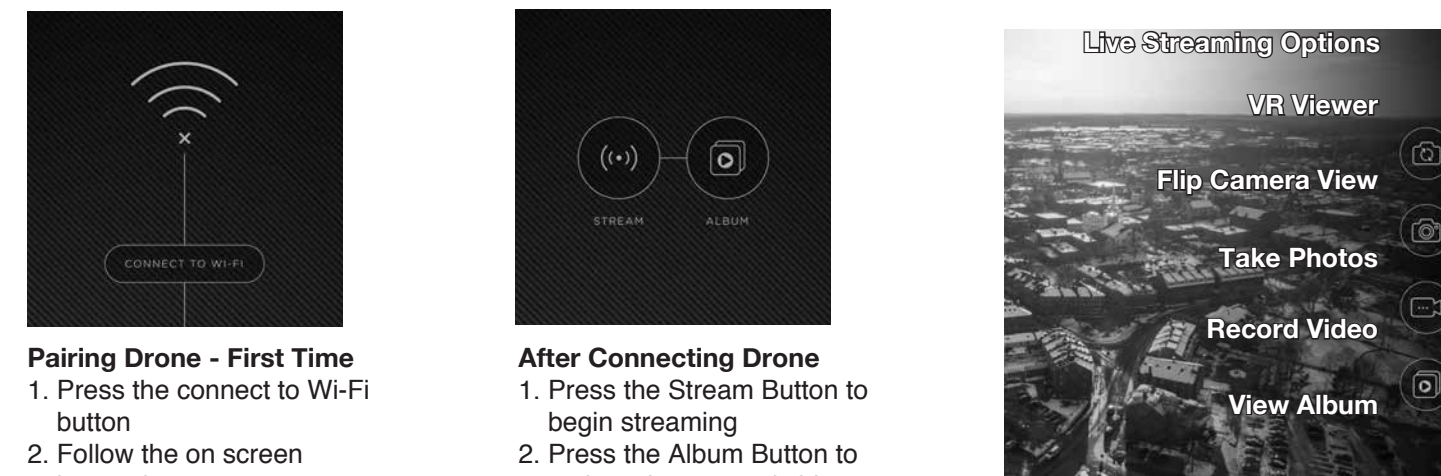 CONNECT TO WI-FI
Pairing Drone - First Time
1. Press the connect to Wi-Fi
button
2. Follow the on screen
STREAM
ALBUM
After Connecting Drone
1. Press the Stream Button to
begin streaming
2. Press the Album Button to
Live Streaming Options
VR Viewer
Flip Camera View
Take Photos
Record Video
View Album